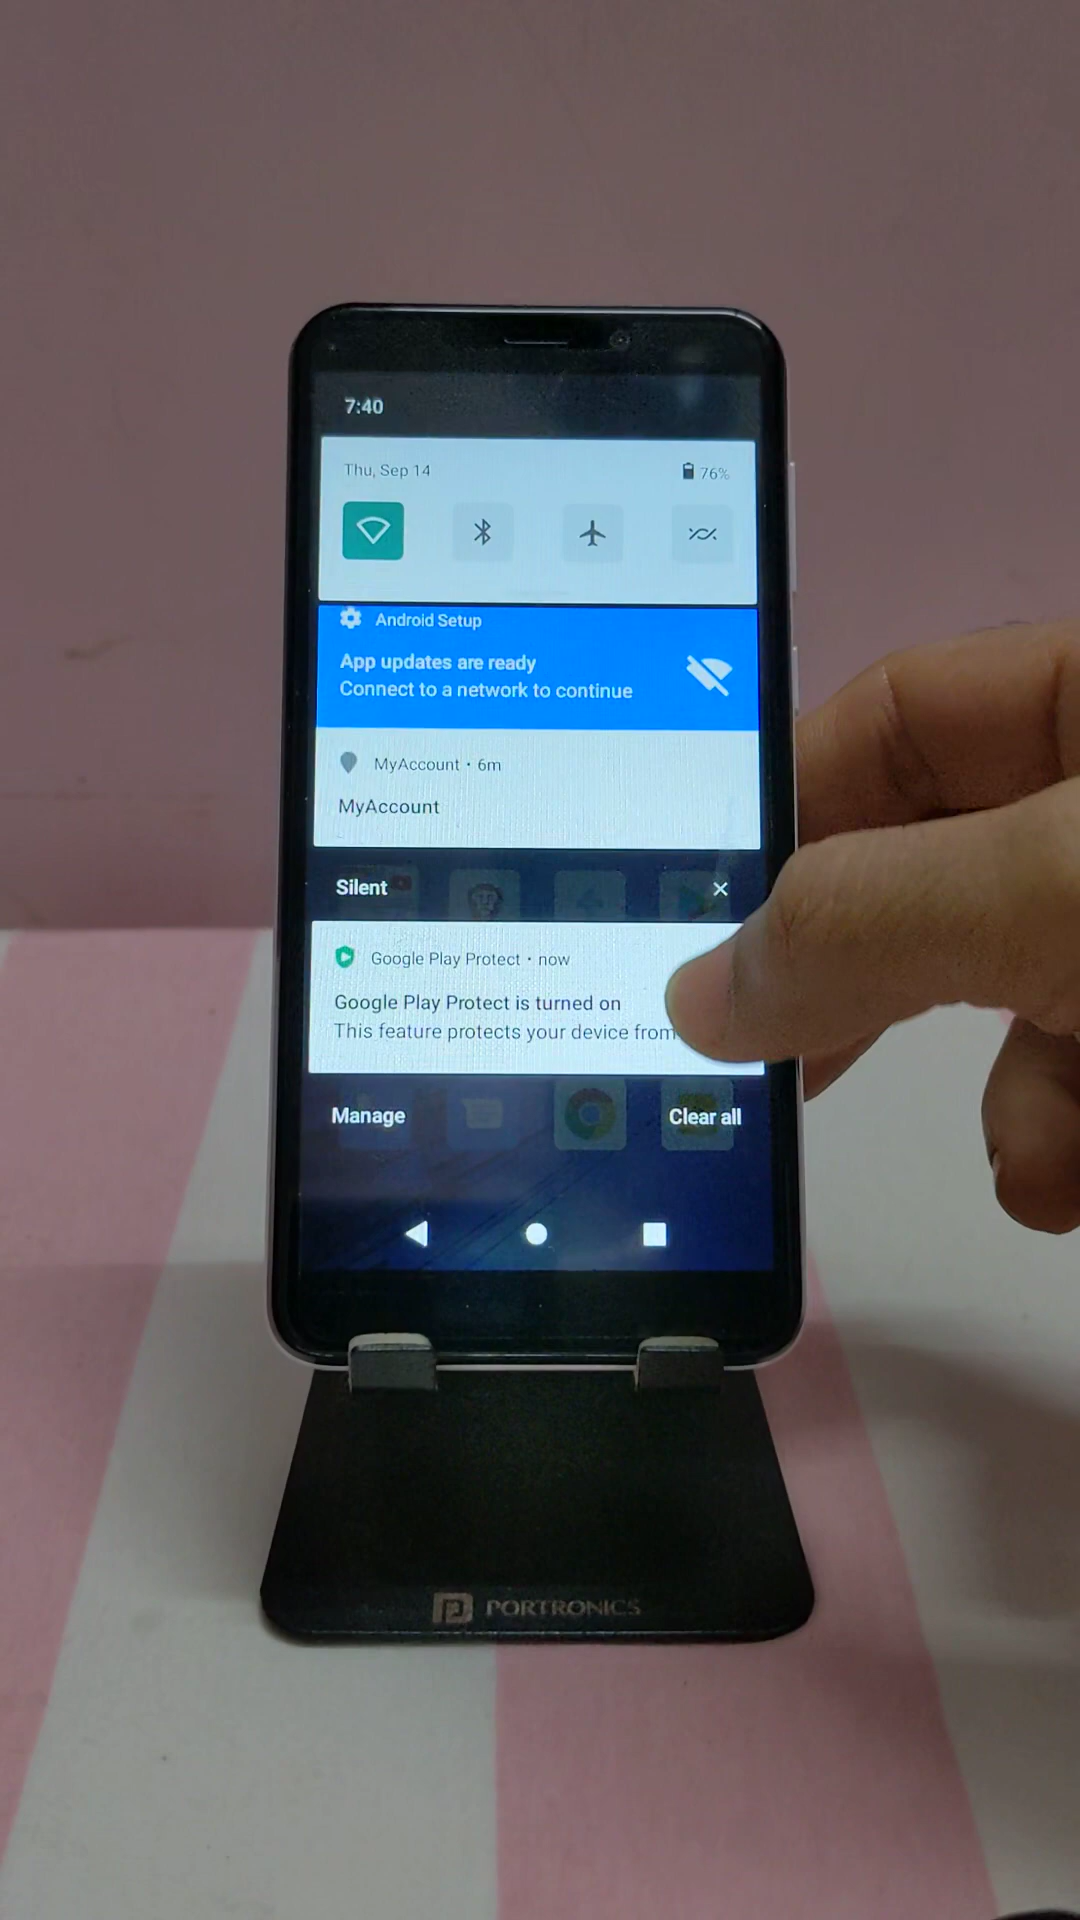 7:40
Thu, Sep 14
76%
Android Setup
App updates are ready
Connect to a network to continue
MyAccount • 6m
MyAccount
Silent
Google Play Protect • now
Google Play Protect is turned on
This feature protects your device from
Manage
Clear all
PORTRONICS